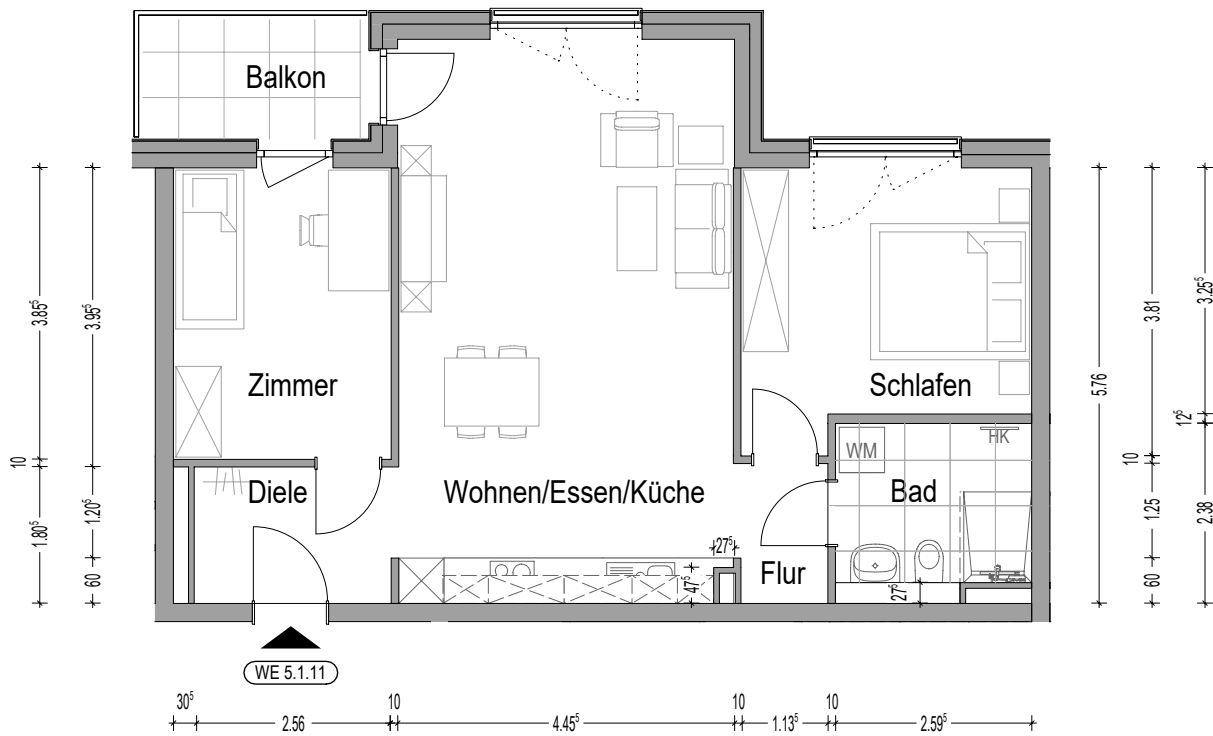 Balkon
Zimmer
Schlafen
HK
WM
Diele
Wohnen/Essen/Küche
Bad
Flur
27⁵
47⁵
27⁵
WE 5.1.11
3.85⁵
10
1.80⁵
3.95⁵
1.20⁵
60
5.76
3.81
10
1.25
60
3.25⁵
12⁵
2.38
30⁵
2.56
10
4.45⁵
10
1.13⁵
10
2.59⁵